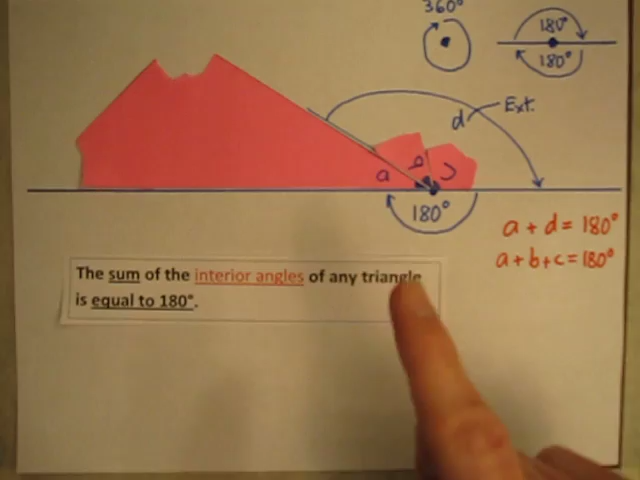 360°
180°
180°
Ext.
d
a
b
c
180°
a + d = 180°
a + b + c = 180°
The sum of the interior angles of any triangle
is equal to 180°.